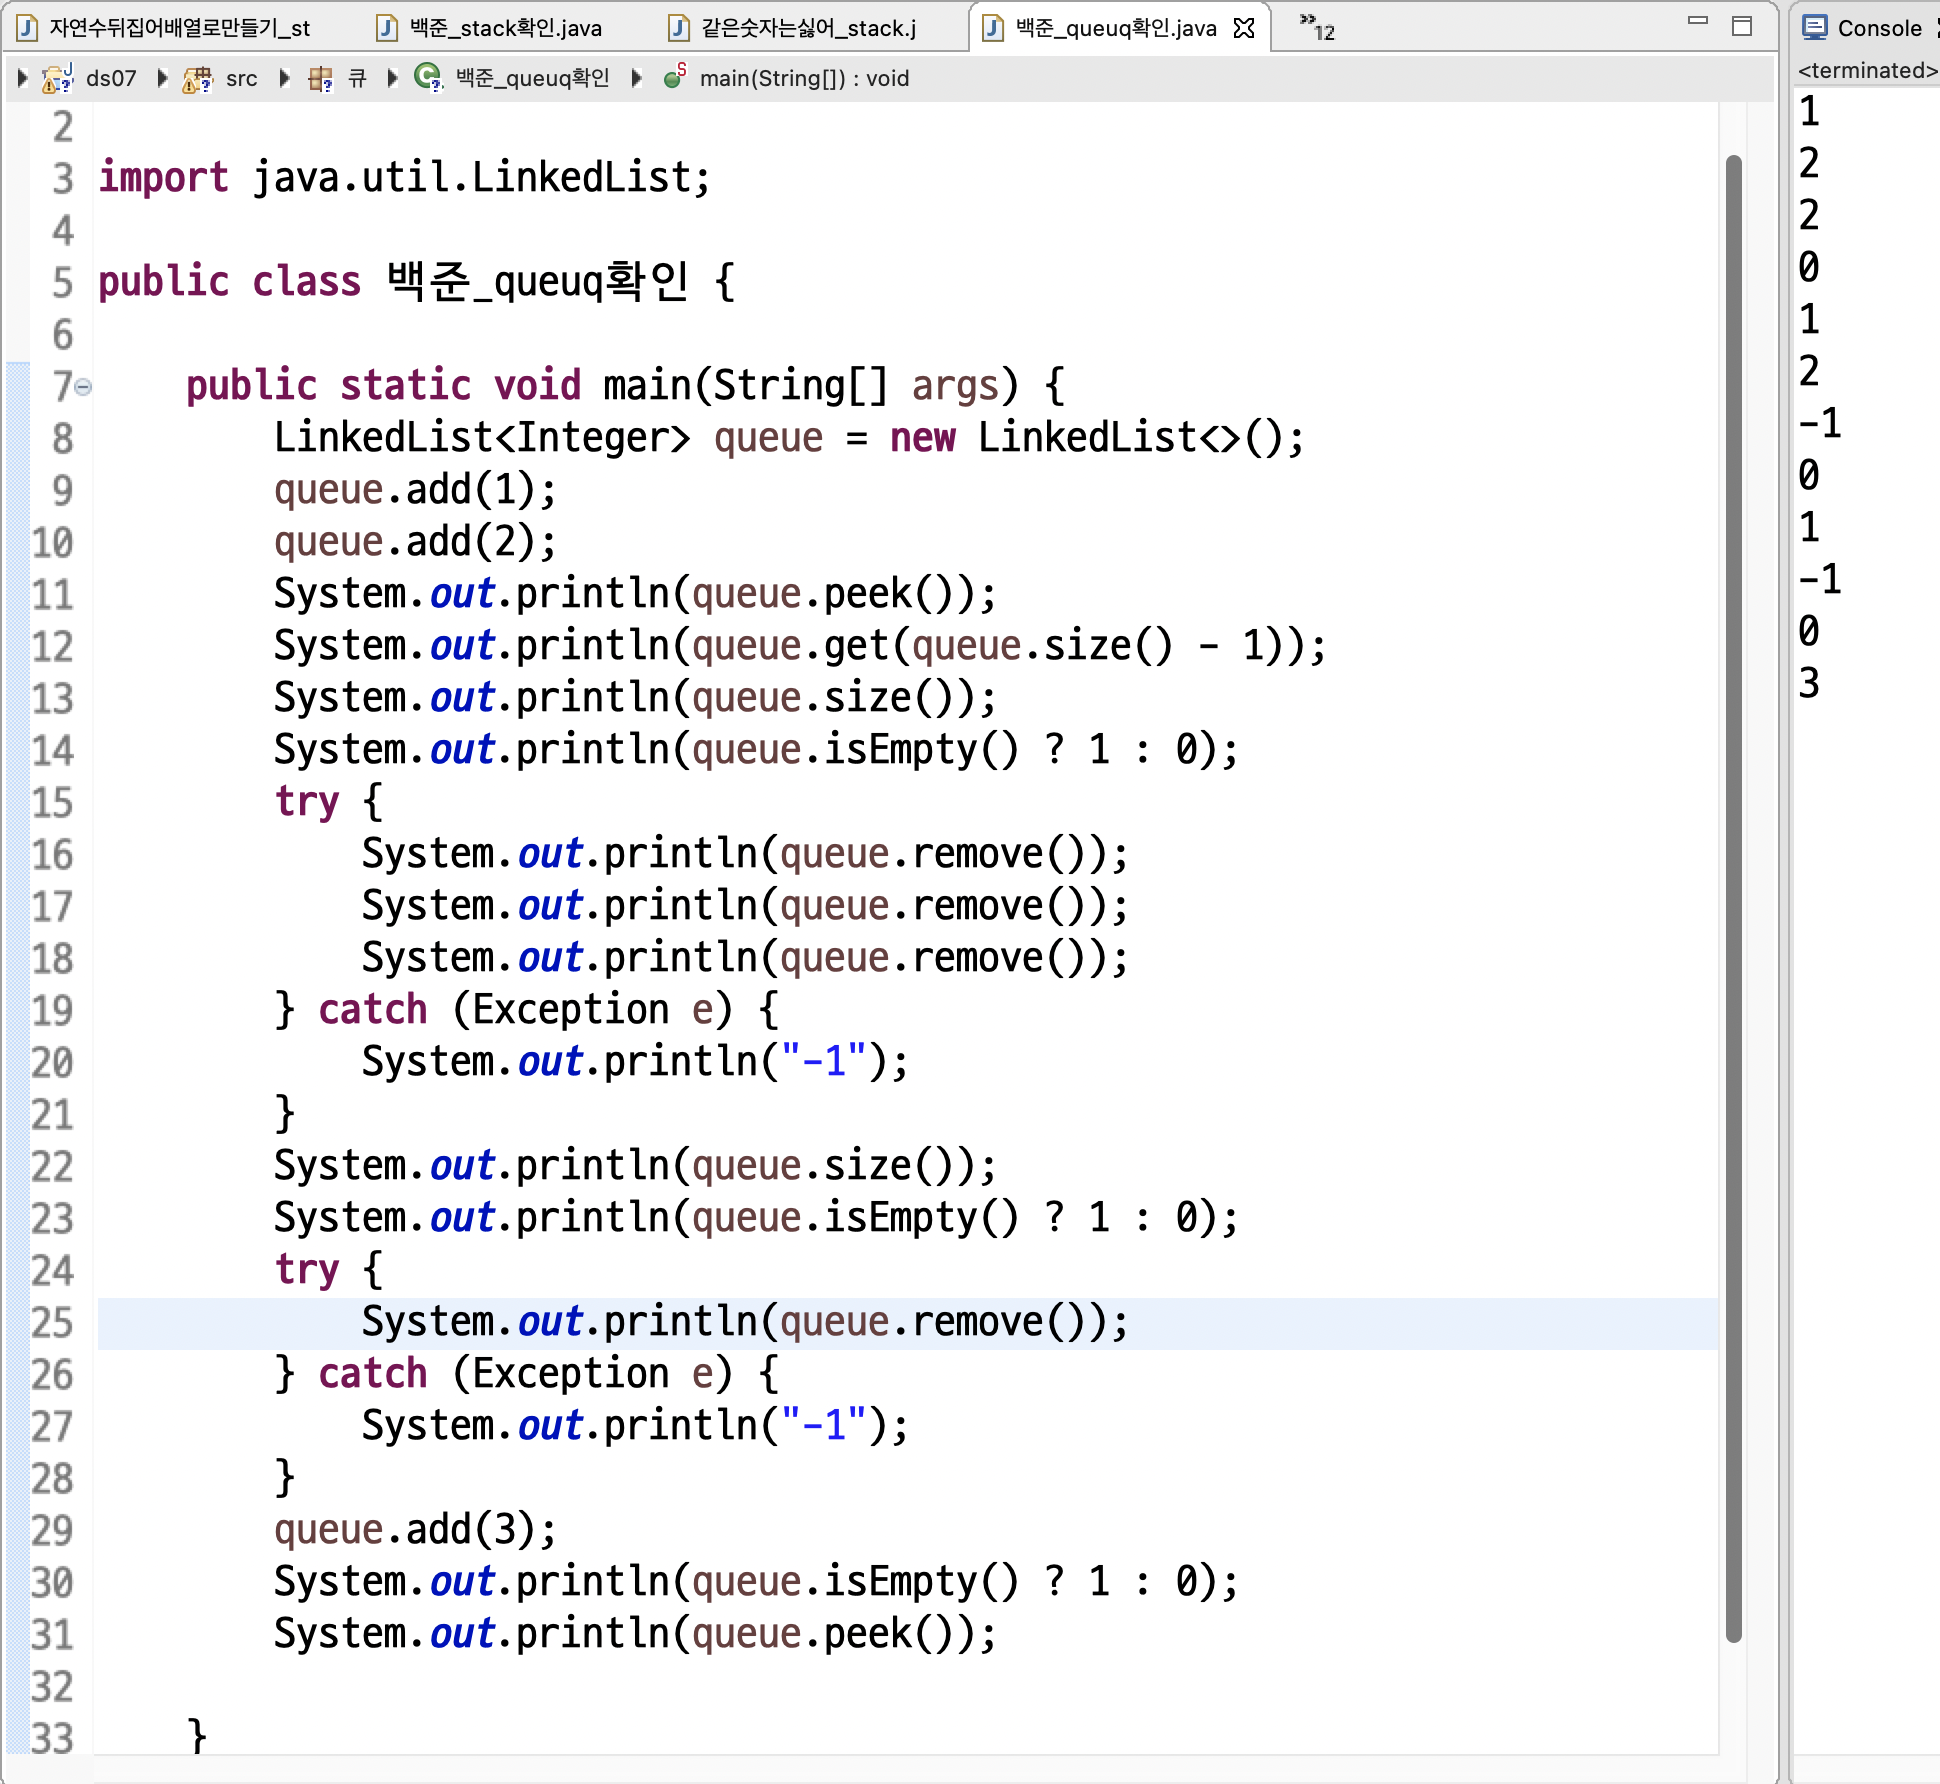 자연수뒤집어배열로만들기_st 백준_stack확인.java 같은숫자는싫어_stack.j 백준_queuq확인.java »12
ds07 src 큐 백준_queuq확인 main(String[]) : void
2
3 import java.util.LinkedList;
4
5 public class 백준_queuq확인 {
6
7 public static void main(String[] args) {
8 LinkedList<Integer> queue = new LinkedList<>();
9 queue.add(1);
10 queue.add(2);
11 System.out.println(queue.peek());
12 System.out.println(queue.get(queue.size() - 1));
13 System.out.println(queue.size());
14 System.out.println(queue.isEmpty() ? 1 : 0);
15 try {
16 System.out.println(queue.remove());
17 System.out.println(queue.remove());
18 System.out.println(queue.remove());
19 } catch (Exception e) {
20 System.out.println("-1");
21 }
22 System.out.println(queue.size());
23 System.out.println(queue.isEmpty() ? 1 : 0);
24 try {
25 System.out.println(queue.remove());
26 } catch (Exception e) {
27 System.out.println("-1");
28 }
29 queue.add(3);
30 System.out.println(queue.isEmpty() ? 1 : 0);
31 System.out.println(queue.peek());
32
33 }
Console
<terminated>
1
2
2
0
1
2
-1
0
1
-1
0
3